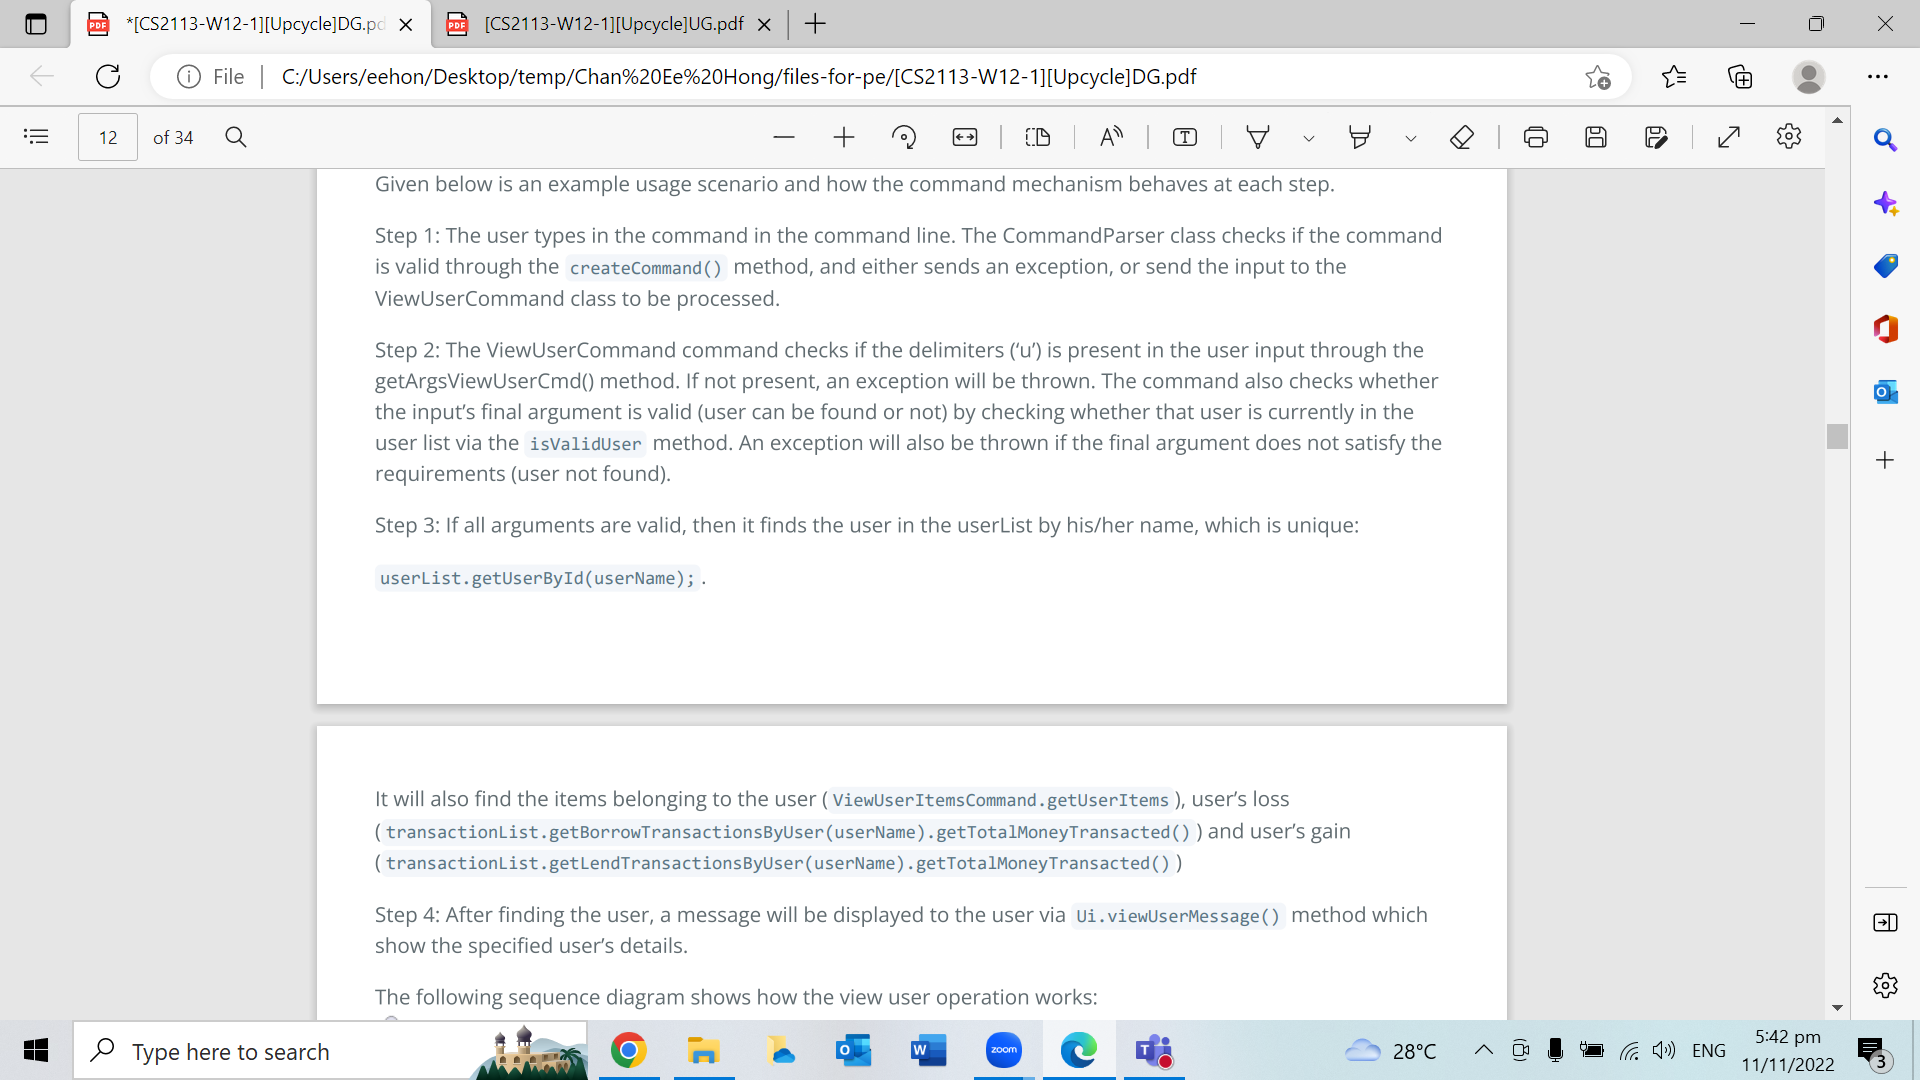 *[CS2113-W12-1][Upcycle]DG.pd
[CS2113-W12-1][Upcycle]UG.pdf
File
C:/Users/eehon/Desktop/temp/Chan%20Ee%20Hong/files-for-pe/[CS2113-W12-1][Upcycle]DG.pdf
12 of 34
Given below is an example usage scenario and how the command mechanism behaves at each step.
Step 1: The user types in the command in the command line. The CommandParser class checks if the command
is valid through the createCommand() method, and either sends an exception, or send the input to the
ViewUserCommand class to be processed.
Step 2: The ViewUserCommand command checks if the delimiters (‘u’) is present in the user input through the
getArgsViewUserCmd() method. If not present, an exception will be thrown. The command also checks whether
the input’s final argument is valid (user can be found or not) by checking whether that user is currently in the
user list via the isValidUser method. An exception will also be thrown if the final argument does not satisfy the
requirements (user not found).
Step 3: If all arguments are valid, then it finds the user in the userList by his/her name, which is unique:
userList.getUserById(userName); .
It will also find the items belonging to the user ( ViewUserItemsCommand.getUserItems ), user’s loss
( transactionList.getBorrowTransactionsByUser(userName).getTotalMoneyTransacted() ) and user’s gain
( transactionList.getLendTransactionsByUser(userName).getTotalMoneyTransacted() )
Step 4: After finding the user, a message will be displayed to the user via Ui.viewUserMessage() method which
show the specified user’s details.
The following sequence diagram shows how the view user operation works:
Type here to search
zoom
28°C
ENG
5:42 pm
11/11/2022
3